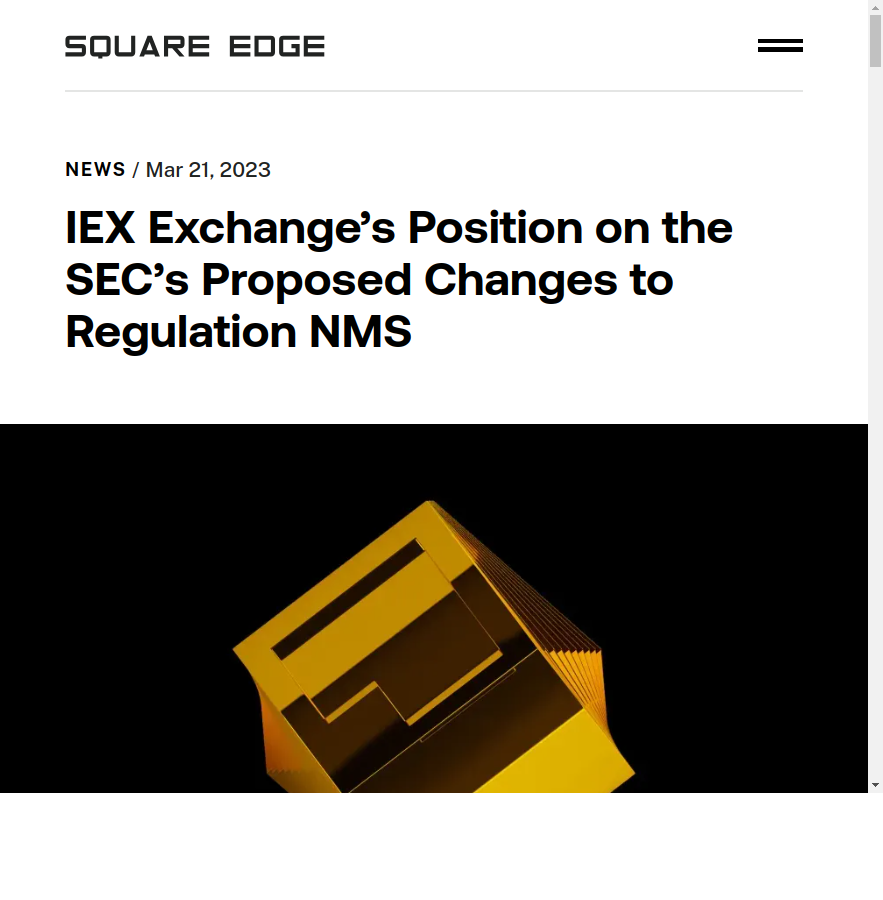 SQUARE EDGE
NEWS / Mar 21, 2023
IEX Exchange’s Position on the
SEC’s Proposed Changes to
Regulation NMS